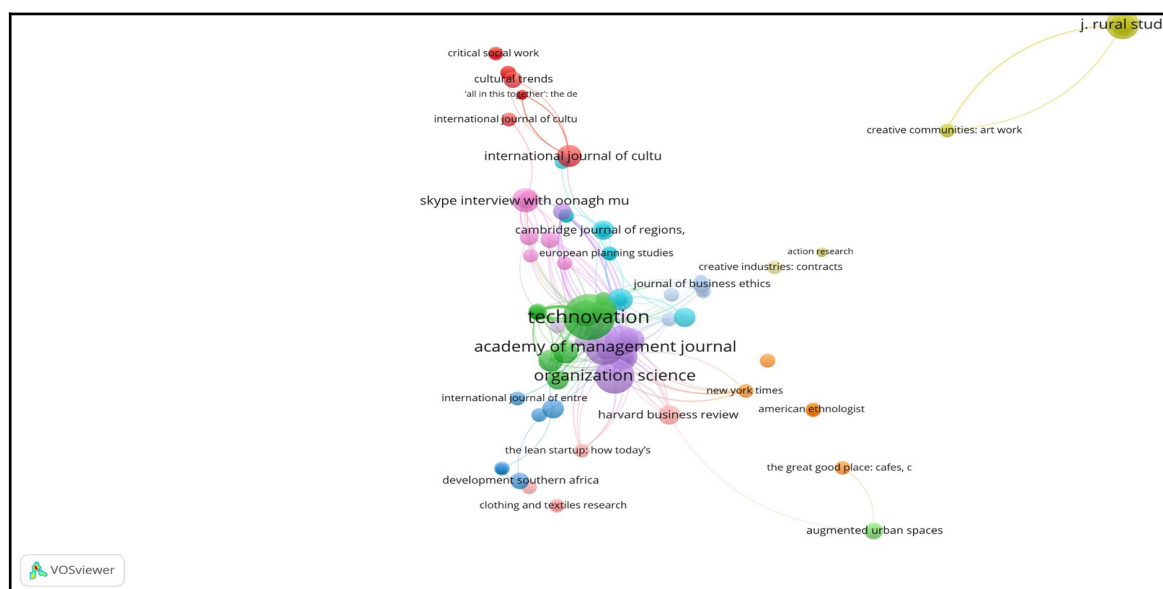 j. rural stud
critical social work
cultural trends
'all in this together': the de
international journal of cultu
creative communities: art work
international journal of cultu
skype interview with oonagh mu
cambridge journal of regions,
european planning studies
action research
creative industries: contracts
journal of business ethics
technovation
academy of management journal
organization science
new york times
international journal of entre
american ethnologist
harvard business review
the lean startup: how today's
the great good place: cafes, c
development southern africa
clothing and textiles research
augmented urban spaces
VOSviewer